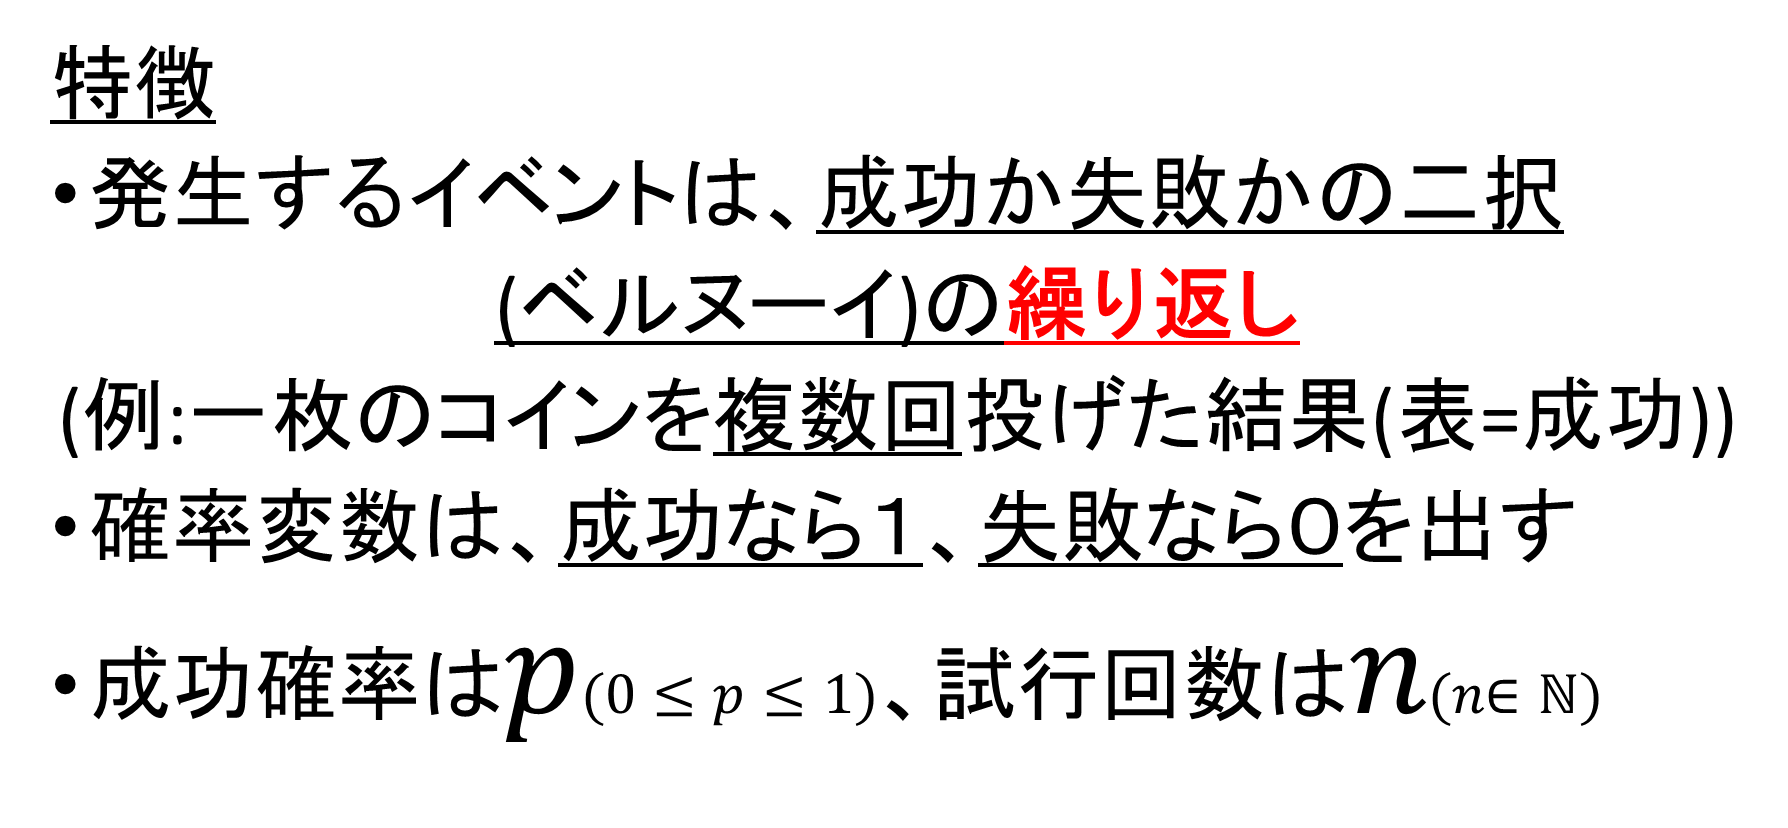 特徴
•発生するイベントは、成功か失敗かの二択
(ベルヌーイ)の繰り返し
(例:一枚のコインを複数回投げた結果(表=成功))
•確率変数は、成功なら１、失敗なら０を出す
•成功確率はp(0 ≤ p ≤ 1)、試行回数はn(n∈ ℕ)